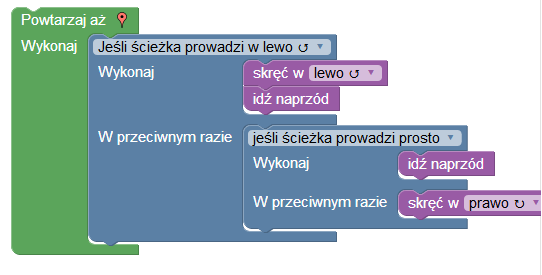 Powtarzaj aż
Wykonaj Jeśli ścieżka prowadzi w lewo ↺
Wykonaj skręć w lewo ↺
idź naprzód
W przeciwnym razie jeśli ścieżka prowadzi prosto
Wykonaj idź naprzód
W przeciwnym razie skręć w prawo ↻